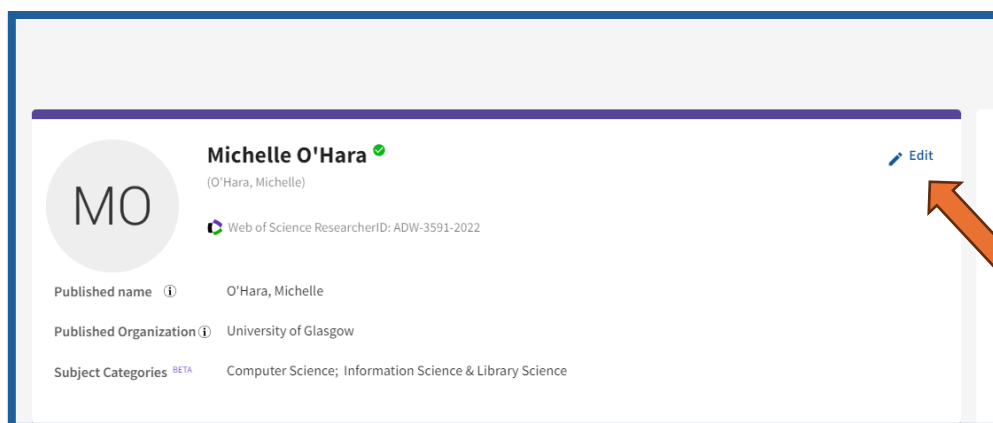 MO
Michelle O'Hara
Edit
(O'Hara, Michelle)
Web of Science ResearcherID: ADW-3591-2022
Published name i O'Hara, Michelle
Published Organization i University of Glasgow
Subject Categories BETA Computer Science; Information Science & Library Science